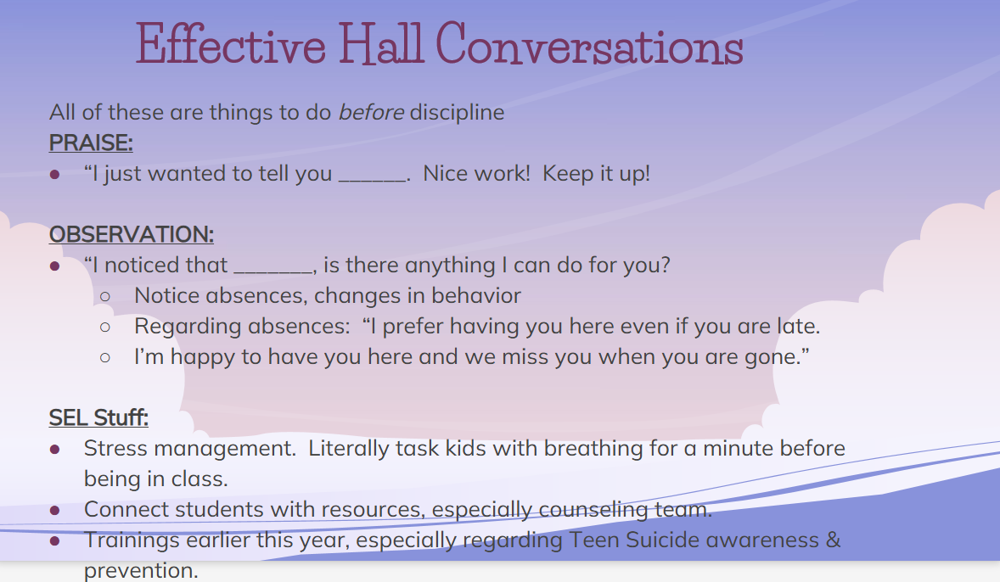 Effective Hall Conversations
All of these are things to do before discipline
PRAISE:
● “I just wanted to tell you ______.  Nice work!  Keep it up!
OBSERVATION:
● “I noticed that _______, is there anything I can do for you?
○ Notice absences, changes in behavior
○ Regarding absences:  “I prefer having you here even if you are late.
○ I’m happy to have you here and we miss you when you are gone.”
SEL Stuff:
● Stress management.  Literally task kids with breathing for a minute before
being in class.
● Connect students with resources, especially counseling team.
● Trainings earlier this year, especially regarding Teen Suicide awareness &
prevention.